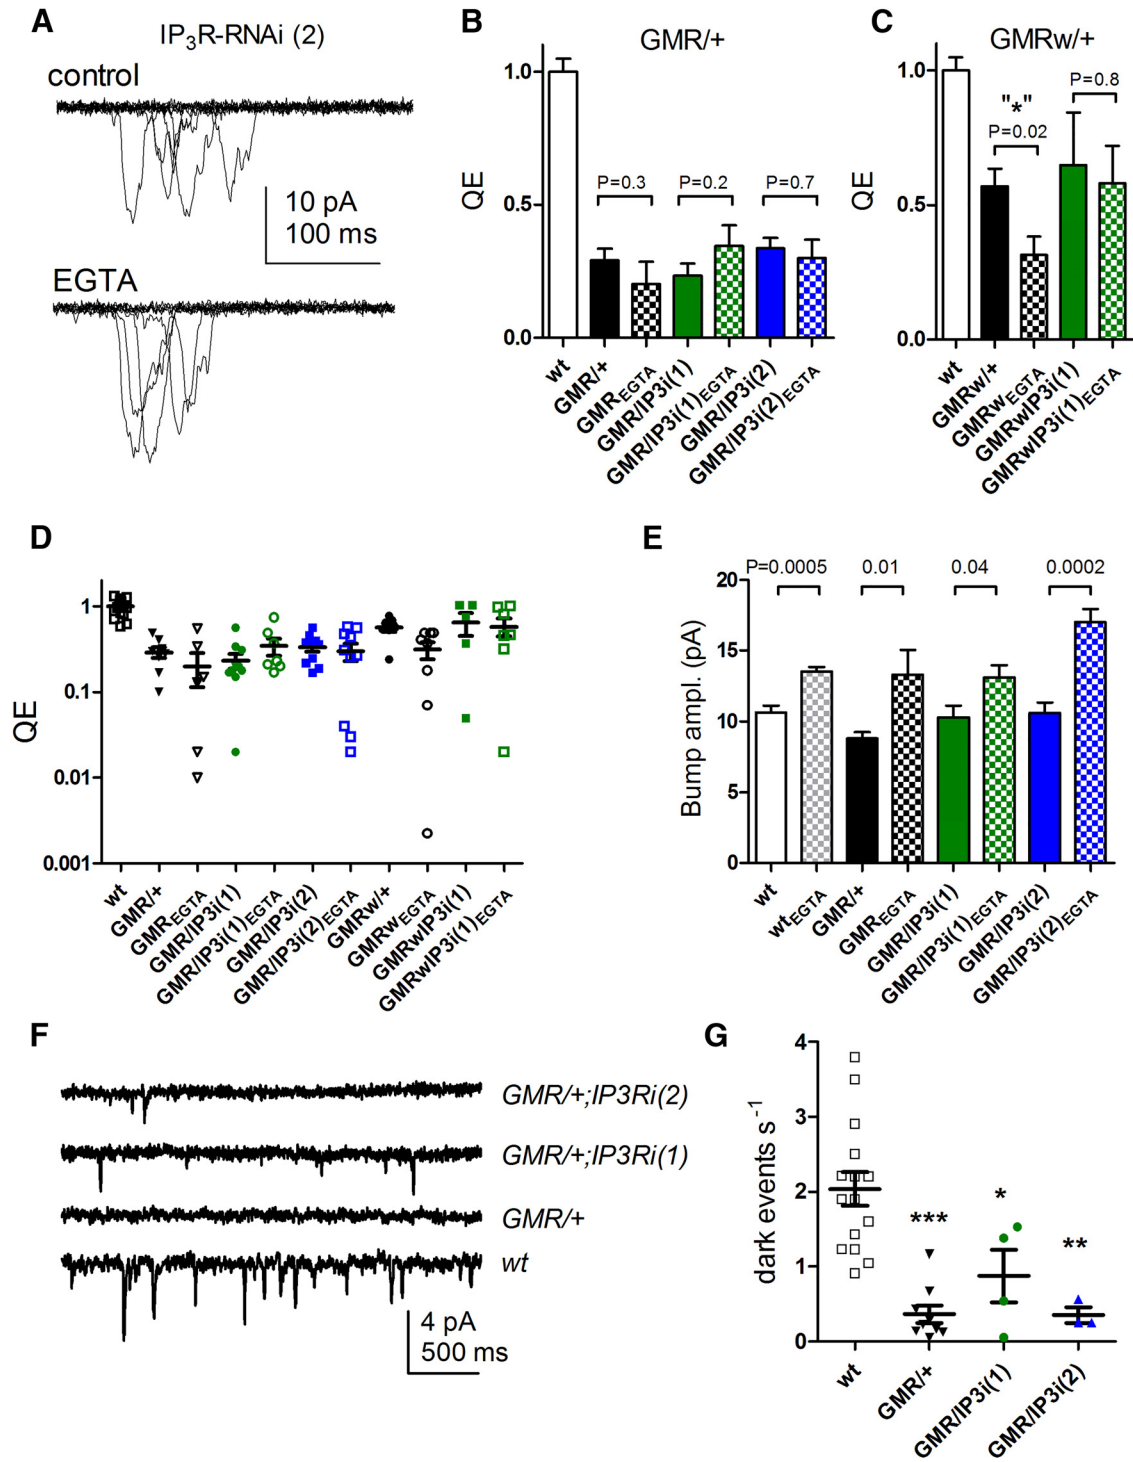 A
IP3R-RNAi (2)
control
10 pA
100 ms
EGTA
B
GMR/+
QE
1.0
0.5
0.0
P=0.3
P=0.2
P=0.7
wt
GMR/+
GMREGTA
GMR/IP3i(1)
GMR/IP3i(1)EGTA
GMR/IP3i(2)
GMR/IP3i(2)EGTA
C
GMRw/+
QE
1.0
0.5
0.0
"*"
P=0.02
P=0.8
wt
GMRw/+
GMRwEGTA
GMRwIP3i(1)
GMRwIP3i(1)EGTA
D
QE
1
0.1
0.01
0.001
wt
GMR/+
GMREGTA
GMR/IP3i(1)
GMR/IP3i(1)EGTA
GMR/IP3i(2)
GMR/IP3i(2)EGTA
GMRw/+
GMRwEGTA
GMRwIP3i(1)
GMRwIP3i(1)EGTA
E
Bump ampl. (pA)
20
15
10
5
0
P=0.0005
0.01
0.04
0.0002
wt
wtEGTA
GMR/+
GMREGTA
GMR/IP3i(1)
GMR/IP3i(1)EGTA
GMR/IP3i(2)
GMR/IP3i(2)EGTA
F
GMR/+;IP3Ri(2)
GMR/+;IP3Ri(1)
GMR/+
wt
4 pA
500 ms
G
dark events s-1
4
3
2
1
0
***
*
**
wt
GMR/+
GMR/IP3i(1)
GMR/IP3i(2)